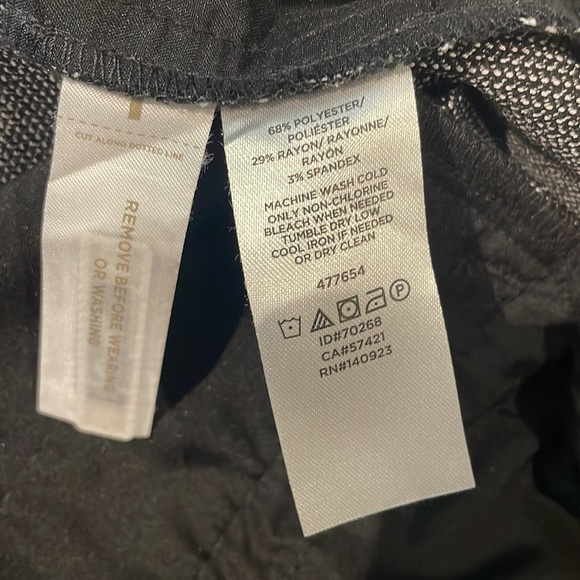 CUT ALONG DOTTED LINE
REMOVE BEFORE WEARING
OR WASHING
68% POLYESTER/
POLIÉSTER
29% RAYON/ RAYONNE/
RAYÓN
3% SPANDEX
MACHINE WASH COLD
ONLY NON-CHLORINE
BLEACH WHEN NEEDED
TUMBLE DRY LOW
COOL IRON IF NEEDED
OR DRY CLEAN
477654
P
ID#70268
CA#57421
RN#140923